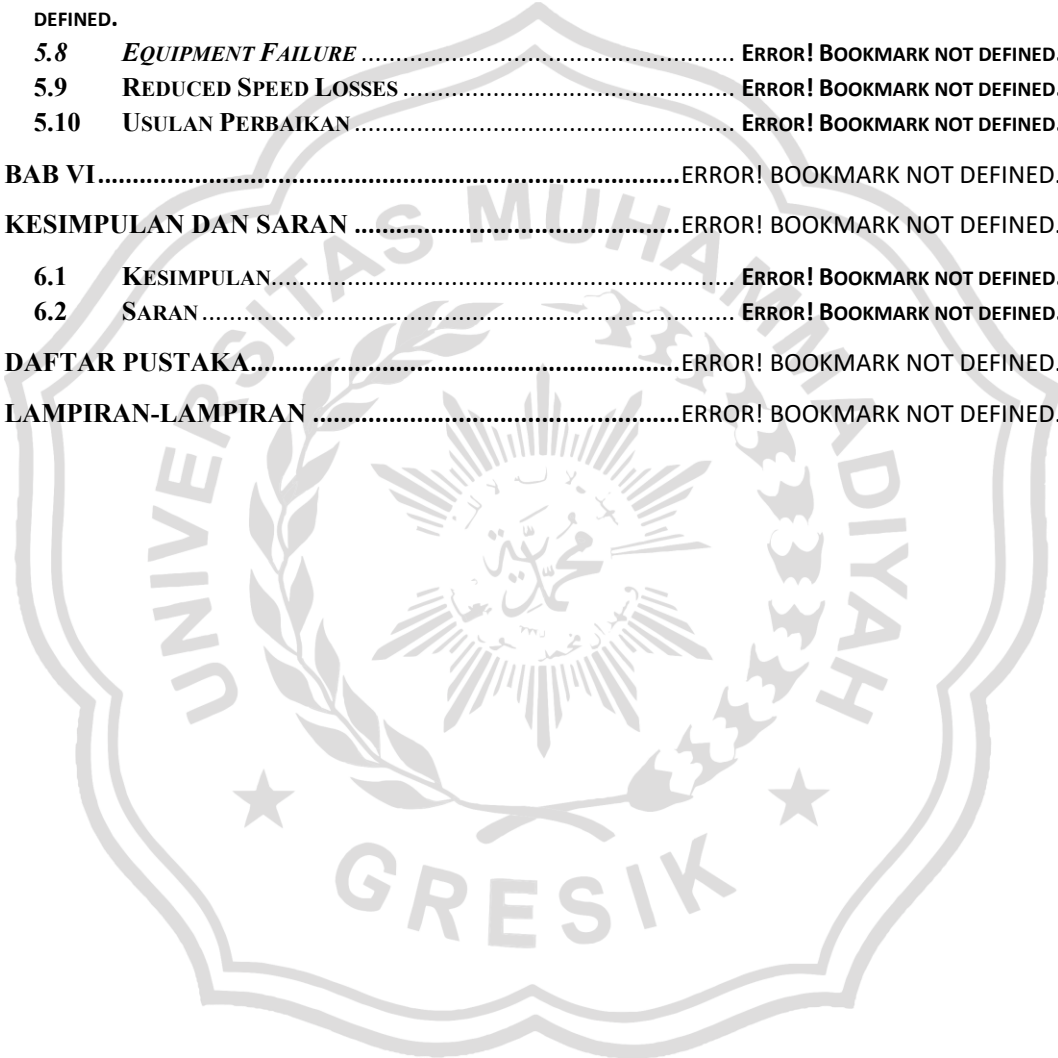 DEFINED.
5.8 EQUIPMENT FAILURE ........................................................ ERROR! BOOKMARK NOT DEFINED.
5.9 REDUCED SPEED LOSSES .................................................. ERROR! BOOKMARK NOT DEFINED.
5.10 USULAN PERBAIKAN ......................................................... ERROR! BOOKMARK NOT DEFINED.
BAB VI....................................................................................ERROR! BOOKMARK NOT DEFINED.
KESIMPULAN DAN SARAN ...............................................ERROR! BOOKMARK NOT DEFINED.
6.1 KESIMPULAN..................................................................... ERROR! BOOKMARK NOT DEFINED.
6.2 SARAN ................................................................................ ERROR! BOOKMARK NOT DEFINED.
DAFTAR PUSTAKA..............................................................ERROR! BOOKMARK NOT DEFINED.
LAMPIRAN-LAMPIRAN .....................................................ERROR! BOOKMARK NOT DEFINED.
UNIVERSITAS MUHAMMADIYAH
محمدية
GRESIK